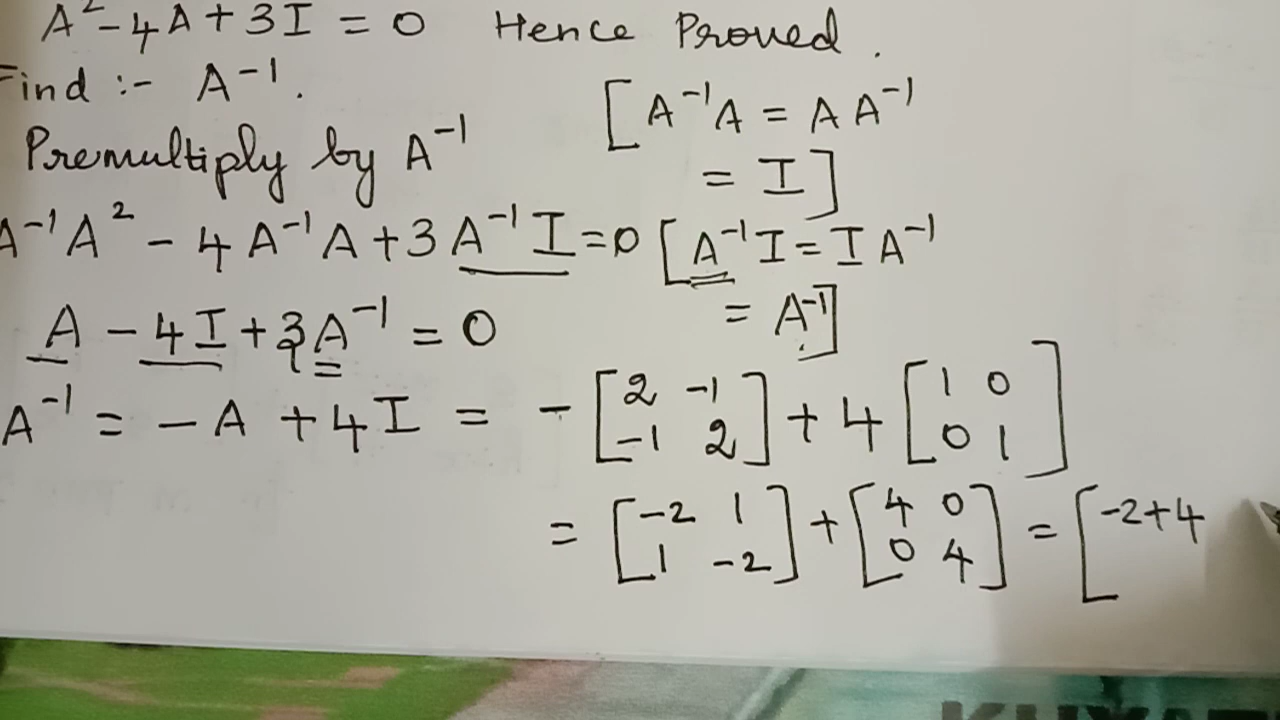 A² - 4A + 3I = 0 Hence Proved.
Find :- A⁻¹.
[A⁻¹A = AA⁻¹
Premultiply by A⁻¹
= I]
A⁻¹A² - 4A⁻¹A + 3A⁻¹I = 0 [A⁻¹I = IA⁻¹
= A⁻¹]
A - 4I + 3A⁻¹ = 0
A⁻¹ = -A + 4I = -[2 -1
-1 2] + 4[1 0
0 1]
= [-2 1
1 -2] + [4 0
0 4] = [-2+4